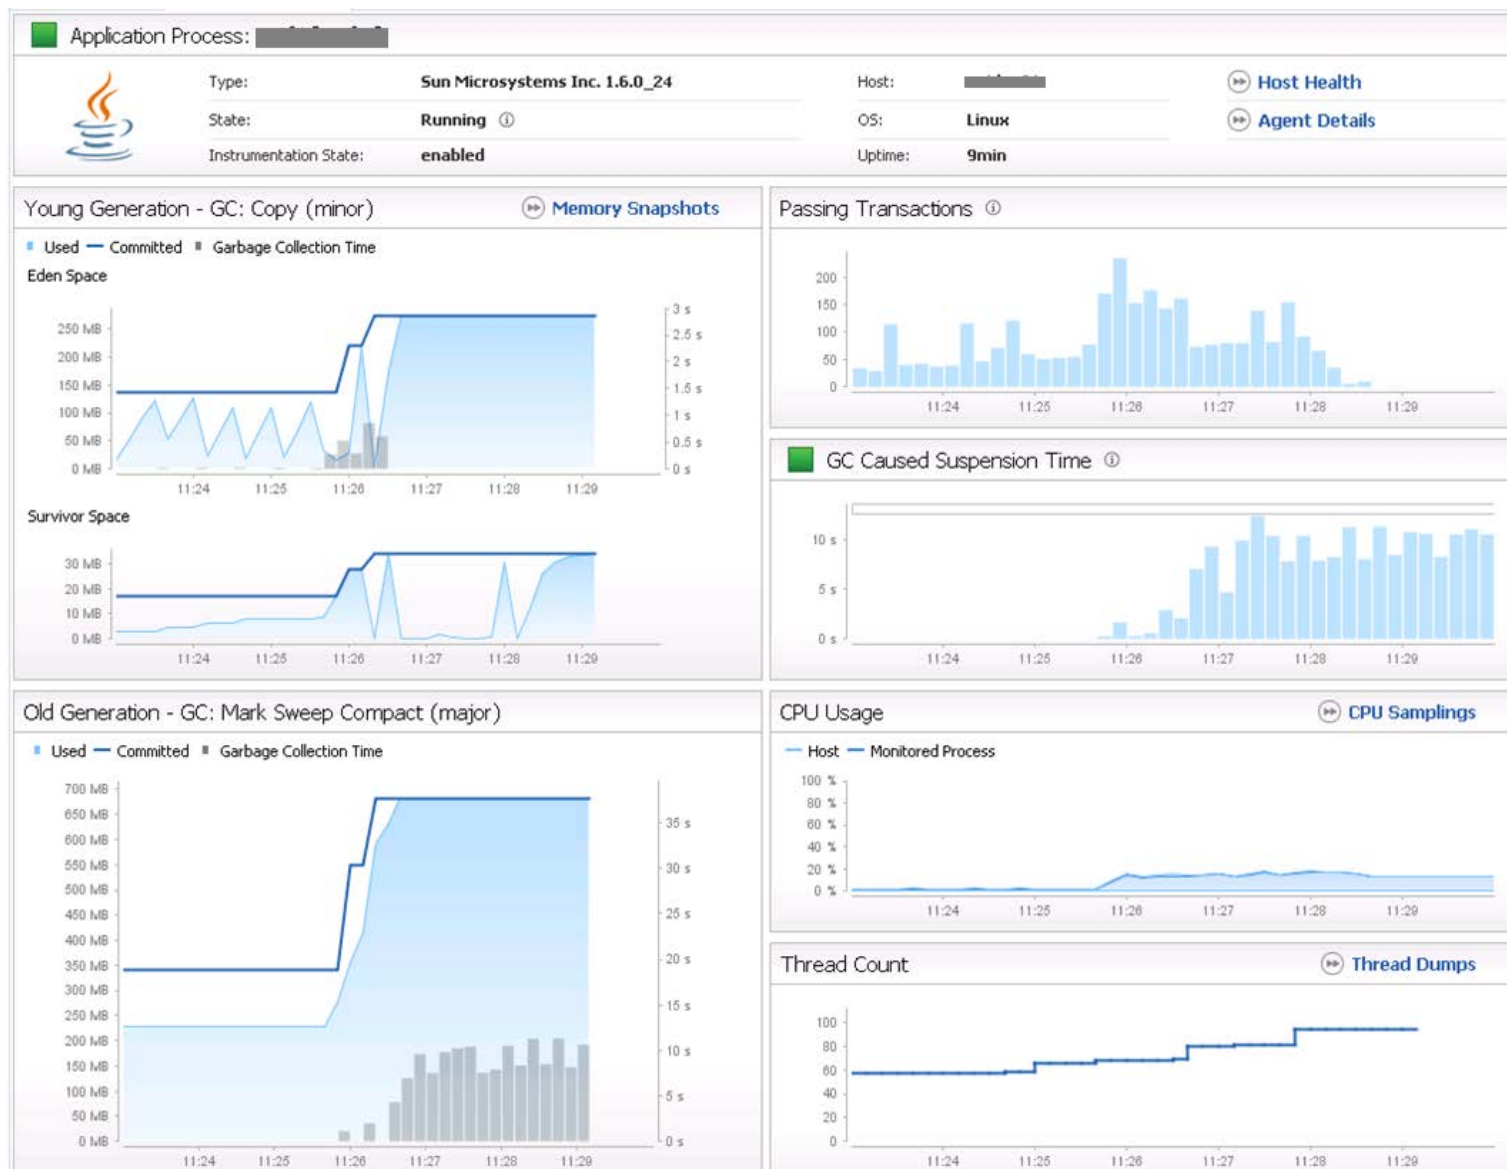 Application Process:
Type: Sun Microsystems Inc. 1.6.0_24 Host: Host Health
State: Running OS: Linux Agent Details
Instrumentation State: enabled Uptime: 9min
Young Generation - GC: Copy (minor) Memory Snapshots
Used Committed Garbage Collection Time
Eden Space
3 s
250 MB 2.5 s
200 MB 2 s
150 MB 1.5 s
100 MB 1 s
50 MB 0.5 s
0 MB 0 s
11:24 11:25 11:26 11:27 11:28 11:29
Survivor Space
30 MB
20 MB
10 MB
0 MB
11:24 11:25 11:26 11:27 11:28 11:29
Passing Transactions
200
150
100
50
0
11:24 11:25 11:26 11:27 11:28 11:29
GC Caused Suspension Time
10 s
5 s
0 s
11:24 11:25 11:26 11:27 11:28 11:29
Old Generation - GC: Mark Sweep Compact (major)
Used Committed Garbage Collection Time
700 MB
650 MB 35 s
600 MB
550 MB 30 s
500 MB
450 MB 25 s
400 MB
350 MB 20 s
300 MB
250 MB 15 s
200 MB
150 MB 10 s
100 MB
50 MB 5 s
0 MB 0 s
11:24 11:25 11:26 11:27 11:28 11:29
CPU Usage CPU Samplings
Host Monitored Process
100 %
80 %
60 %
40 %
20 %
0 %
11:24 11:25 11:26 11:27 11:28 11:29
Thread Count Thread Dumps
100
80
60
40
20
0
11:24 11:25 11:26 11:27 11:28 11:29